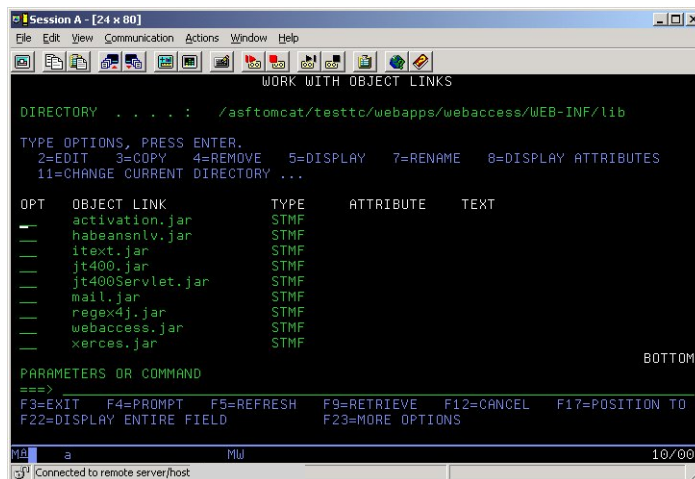 Session A - [24 x 80]
File Edit View Communication Actions Window Help
WORK WITH OBJECT LINKS
DIRECTORY . . . . : /asftomcat/testtc/webapps/webaccess/WEB-INF/lib
TYPE OPTIONS, PRESS ENTER.
2=EDIT 3=COPY 4=REMOVE 5=DISPLAY 7=RENAME 8=DISPLAY ATTRIBUTES
11=CHANGE CURRENT DIRECTORY ...
OPT OBJECT LINK TYPE ATTRIBUTE TEXT
activation.jar STMF
habeansnlv.jar STMF
itext.jar STMF
jt400.jar STMF
jt400Servlet.jar STMF
mail.jar STMF
regex4j.jar STMF
webaccess.jar STMF
xerces.jar STMF
BOTTOM
PARAMETERS OR COMMAND
===>
F3=EXIT F4=PROMPT F5=REFRESH F9=RETRIEVE F12=CANCEL F17=POSITION TO
F22=DISPLAY ENTIRE FIELD F23=MORE OPTIONS
MA a MW 10/00
Connected to remote server/host